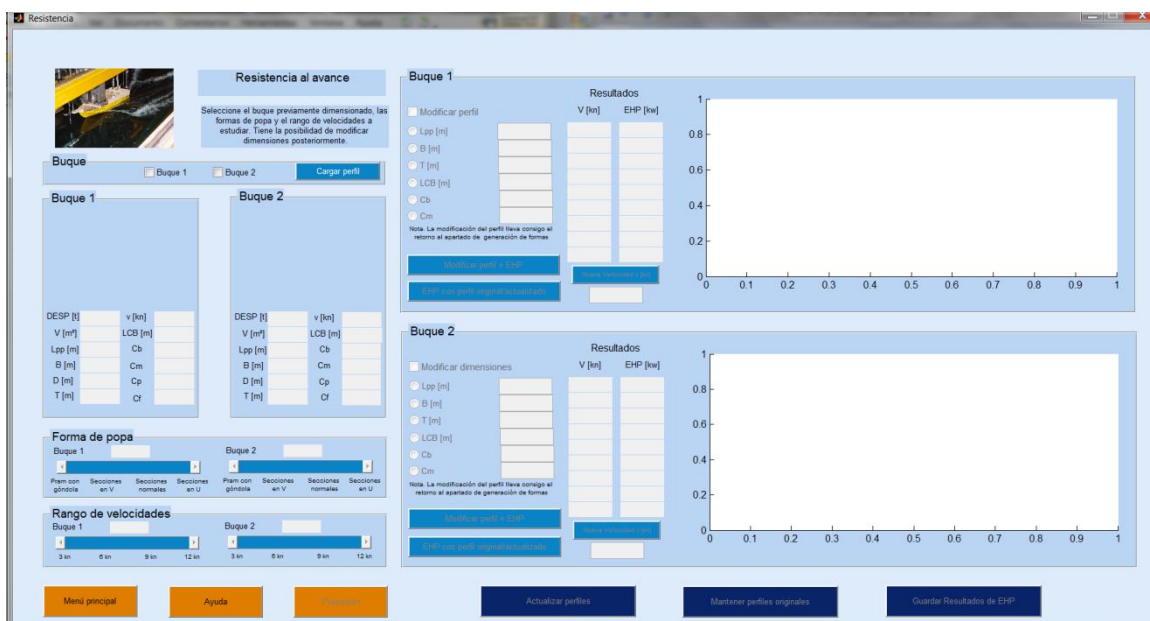 Resistencia
Resistencia al avance
Seleccione el buque previamente dimensionado, las
formas de popa y el rango de velocidades a
estudiar. Tiene la posibilidad de modificar
dimensiones posteriormente.
Buque
Buque 1
Buque 2
Cargar perfil
Buque 1
DESP [t]
v [kn]
V [m³]
LCB [m]
Lpp [m]
Cb
B [m]
Cm
D [m]
Cp
T [m]
Cf
Buque 2
DESP [t]
v [kn]
V [m³]
LCB [m]
Lpp [m]
Cb
B [m]
Cm
D [m]
Cp
T [m]
Cf
Forma de popa
Buque 1
Buque 2
Pram con góndola
Secciones en V
Secciones normales
Secciones en U
Pram con góndola
Secciones en V
Secciones normales
Secciones en U
Rango de velocidades
Buque 1
Buque 2
3 kn
6 kn
9 kn
12 kn
3 kn
6 kn
9 kn
12 kn
Menú principal
Ayuda
Buque 1
Modificar perfil
Lpp [m]
B [m]
T [m]
LCB [m]
Cb
Cm
Nota. La modificación del perfil lleva consigo el
retorno al apartado de generación de formas
Modificar perfil + EHP
EHP con perfil original/actualizado
Resultados
V [kn]
EHP [kw]
1
0.8
0.6
0.4
0.2
0
0 0.1 0.2 0.3 0.4 0.5 0.6 0.7 0.8 0.9 1
Buque 2
Modificar dimensiones
Lpp [m]
B [m]
T [m]
LCB [m]
Cb
Cm
Nota. La modificación del perfil lleva consigo el
retorno al apartado de generación de formas
Modificar perfil + EHP
EHP con perfil original/actualizado
Resultados
V [kn]
EHP [kw]
1
0.8
0.6
0.4
0.2
0
0 0.1 0.2 0.3 0.4 0.5 0.6 0.7 0.8 0.9 1
Actualizar perfiles
Mantener perfiles originales
Guardar Resultados de EHP